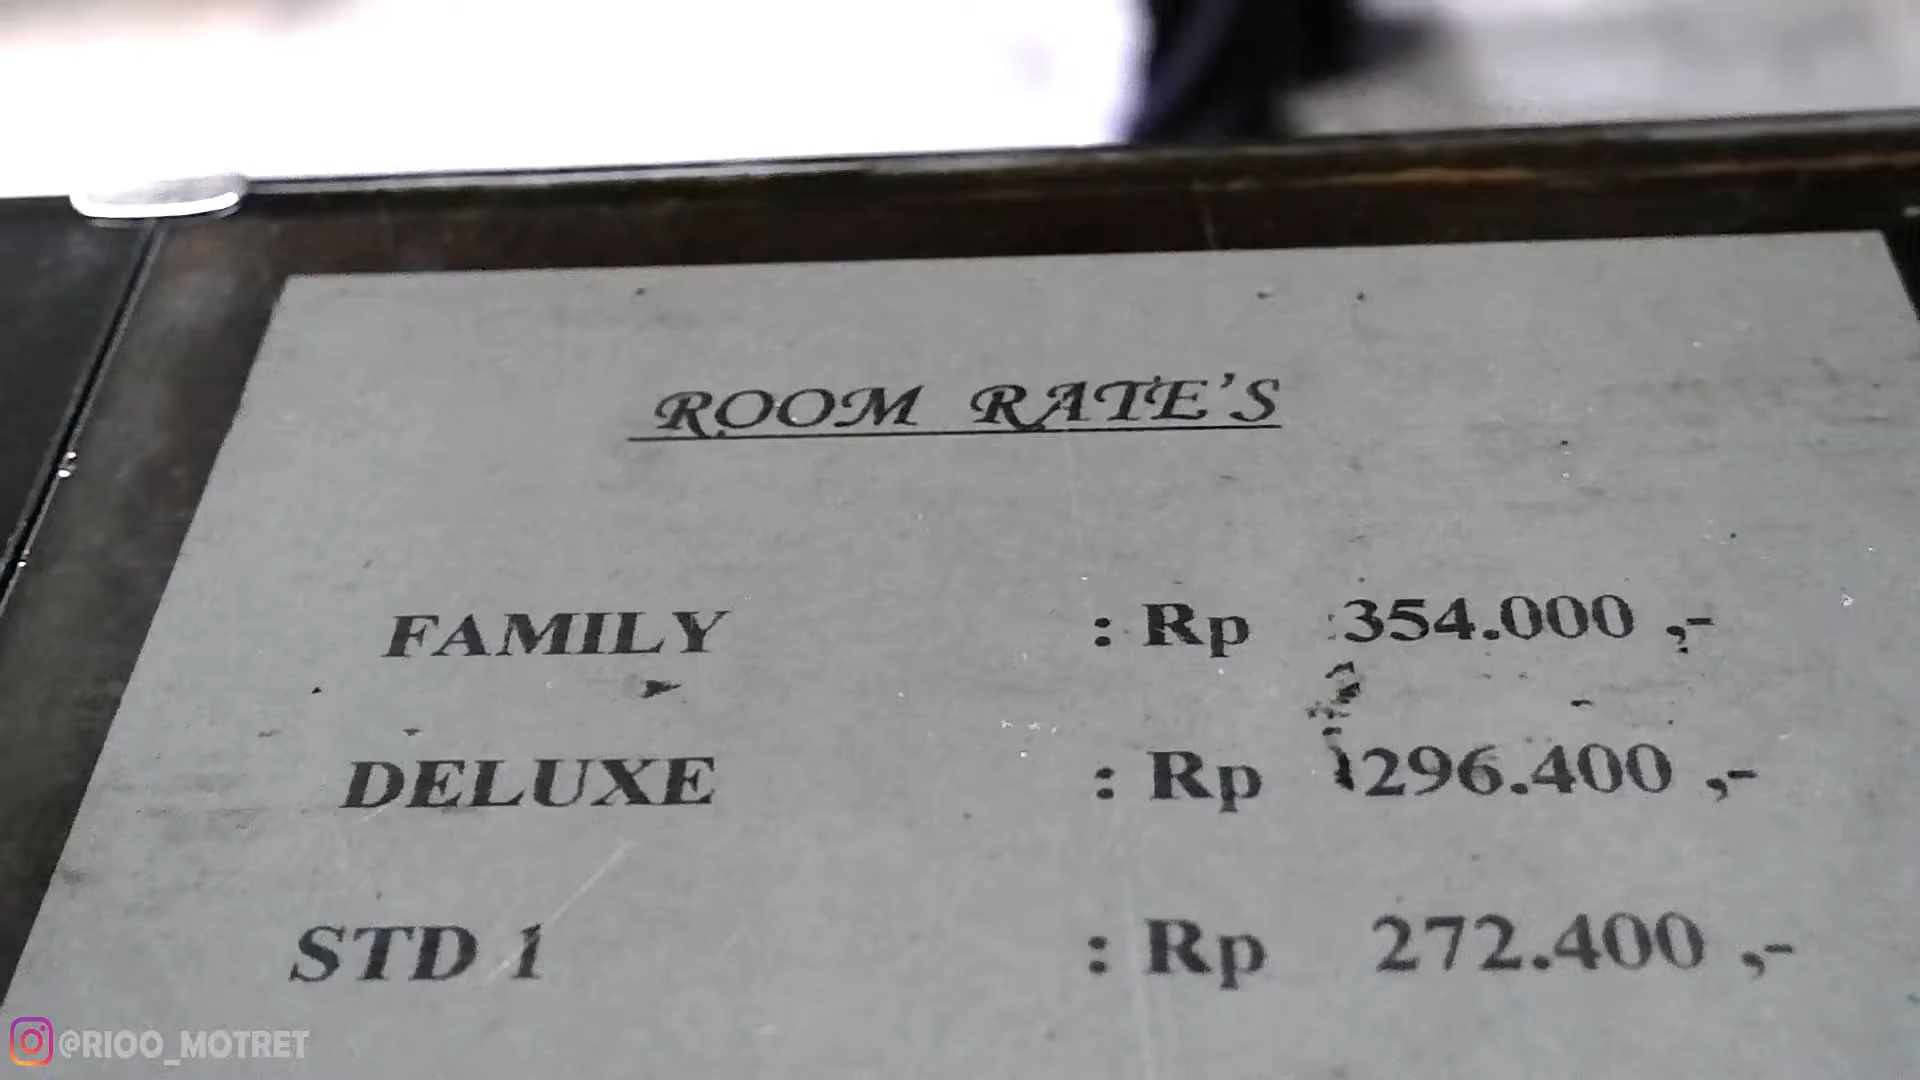 ROOM RATE'S
FAMILY : Rp 354.000 ,-
DELUXE : Rp 296.400 ,-
STD 1 : Rp 272.400 ,-
@RIOO_MOTRET